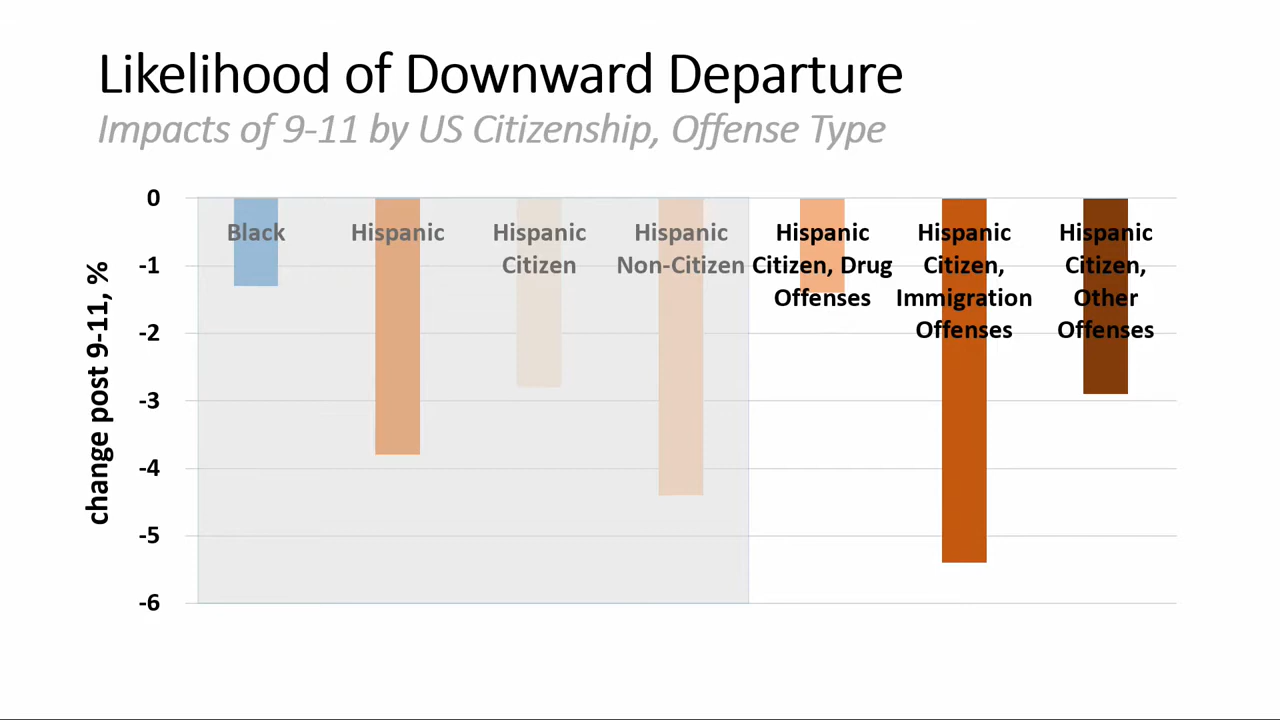 Likelihood of Downward Departure
Impacts of 9-11 by US Citizenship, Offense Type
change post 9-11, %
0
-1
-2
-3
-4
-5
-6
Black
Hispanic
Hispanic
Citizen
Hispanic
Non-Citizen
Hispanic
Citizen, Drug
Offenses
Hispanic
Citizen,
Immigration
Offenses
Hispanic
Citizen,
Other
Offenses